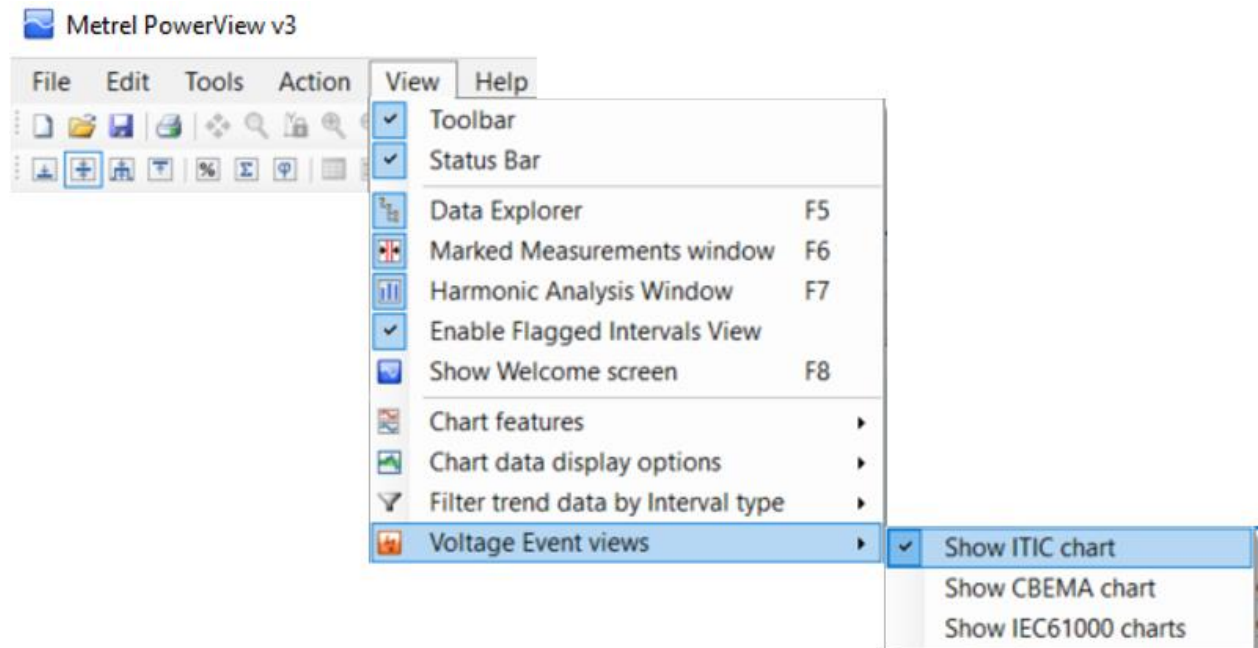 Metrel PowerView v3
File Edit Tools Action View Help
Toolbar
Status Bar
Data Explorer F5
Marked Measurements window F6
Harmonic Analysis Window F7
Enable Flagged Intervals View
Show Welcome screen F8
Chart features
Chart data display options
Filter trend data by Interval type
Voltage Event views
Show ITIC chart
Show CBEMA chart
Show IEC61000 charts